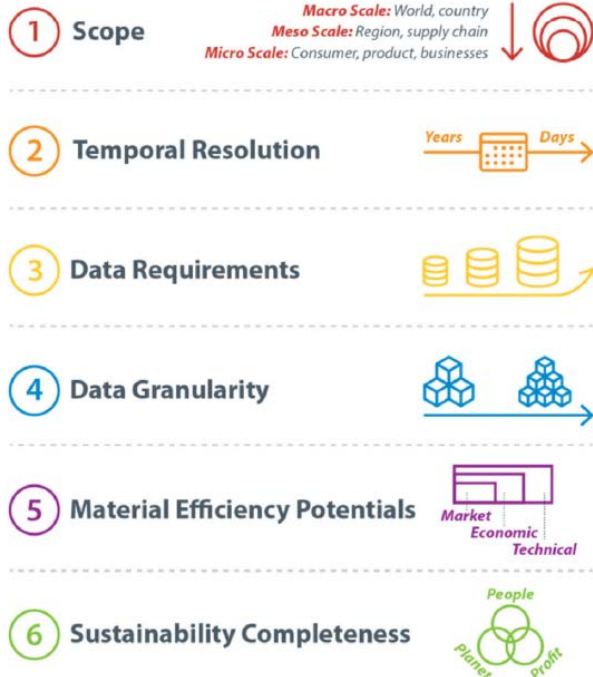 1 Scope
Macro Scale: World, country
Meso Scale: Region, supply chain
Micro Scale: Consumer, product, businesses
2 Temporal Resolution
Years Days
3 Data Requirements
4 Data Granularity
5 Material Efficiency Potentials
Market
Economic
Technical
6 Sustainability Completeness
People
Planet
Profit